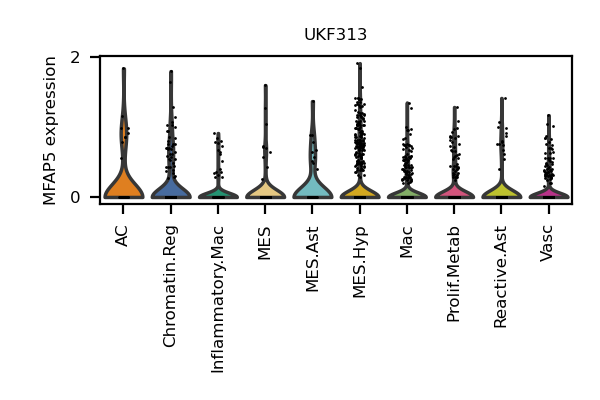 UKF313
MFAP5 expression
2
0
AC
Chromatin.Reg
Inflammatory.Mac
MES
MES.Ast
MES.Hyp
Mac
Prolif.Metab
Reactive.Ast
Vasc